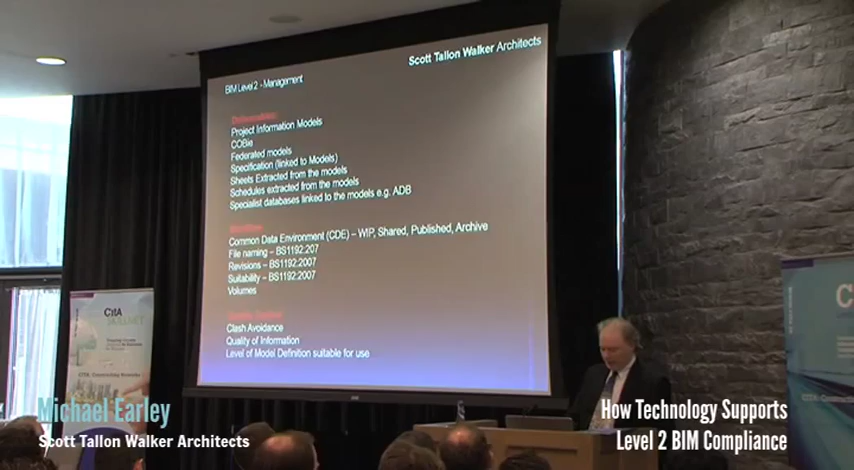 Scott Tallon Walker Architects
BIM Level 2 - Management
Deliverables:
Project Information Models
COBie
Federated models
Specification (linked to Models)
Sheets Extracted from the models
Schedules extracted from the models
Specialist databases linked to the models e.g. ADB
Common Data Environment (CDE) – WIP, Shared, Published, Archive
File naming – BS1192:207
Revisions – BS1192:2007
Suitability – BS1192:2007
Volumes
Clash Avoidance
Quality of Information
Level of Model Definition suitable for use
CITA
SKILLNET
Michael Earley
Scott Tallon Walker Architects
How Technology Supports
Level 2 BIM Compliance